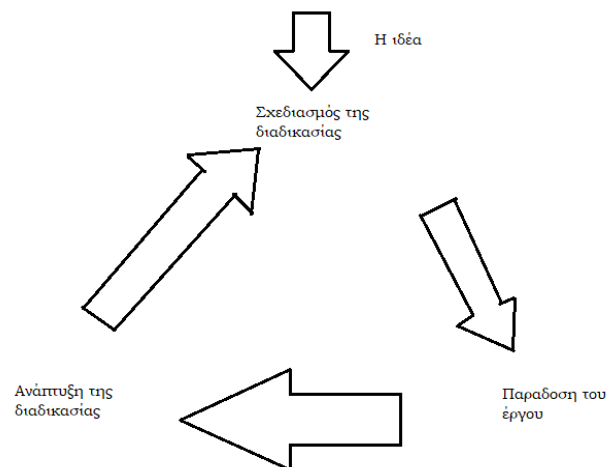 Η ιδέα
Σχεδιασμός της
διαδικασίας
Ανάπτυξη της
διαδικασίας
Παραδοση του
έργου